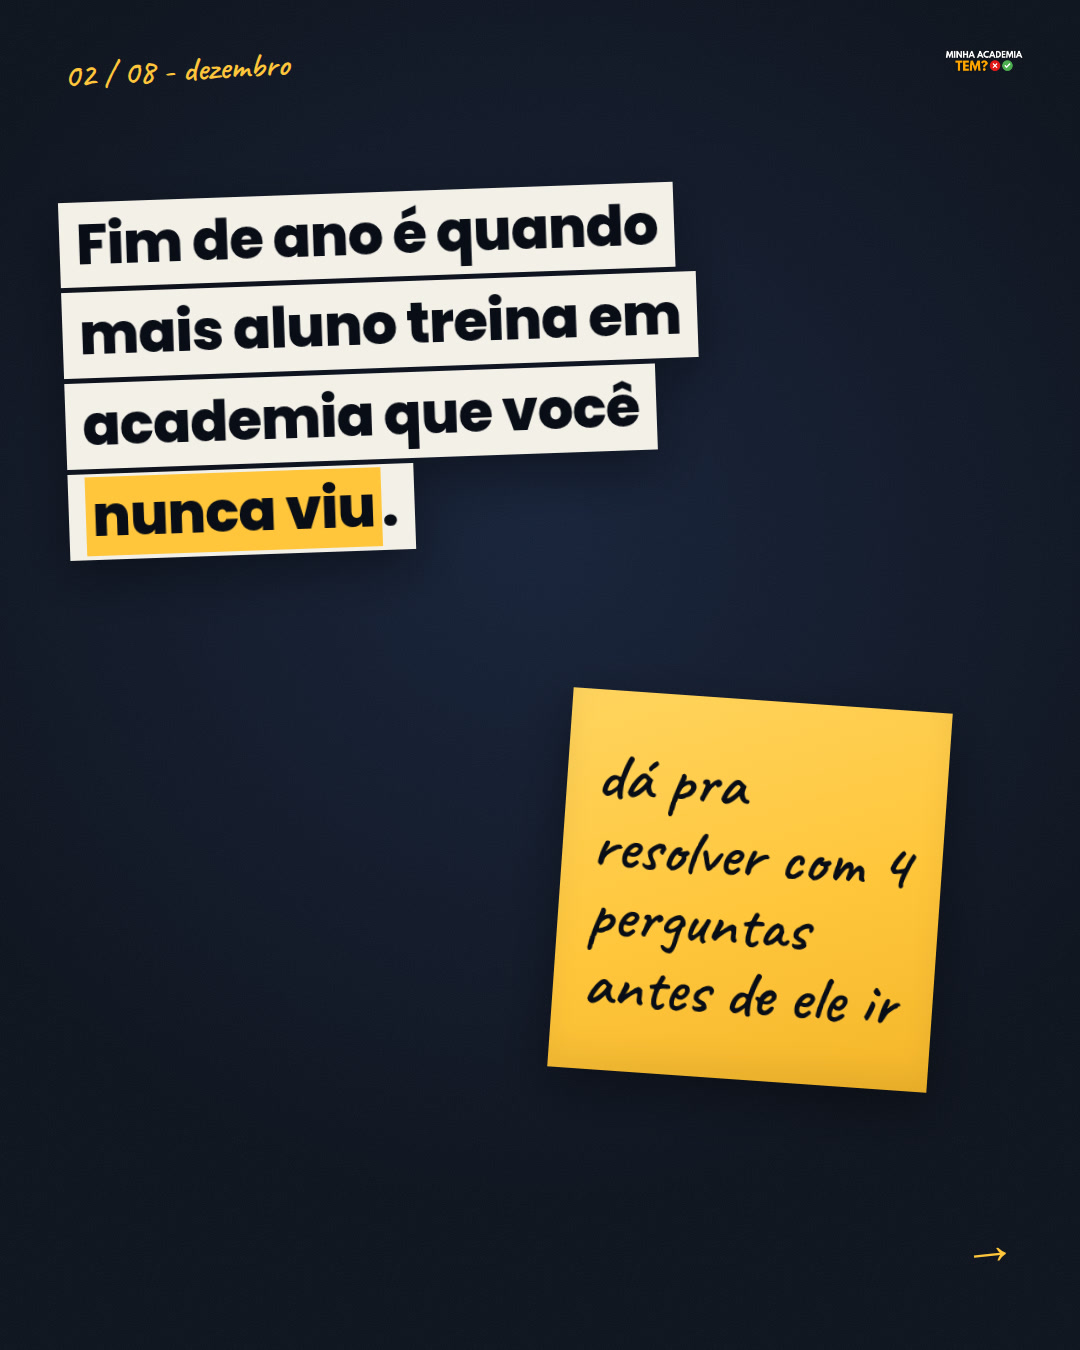 02 / 08 - dezembro
MINHA ACADEMIA
TEM?
Fim de ano é quando
mais aluno treina em
academia que você
nunca viu.
dá pra
resolver com 4
perguntas
antes de ele ir
→